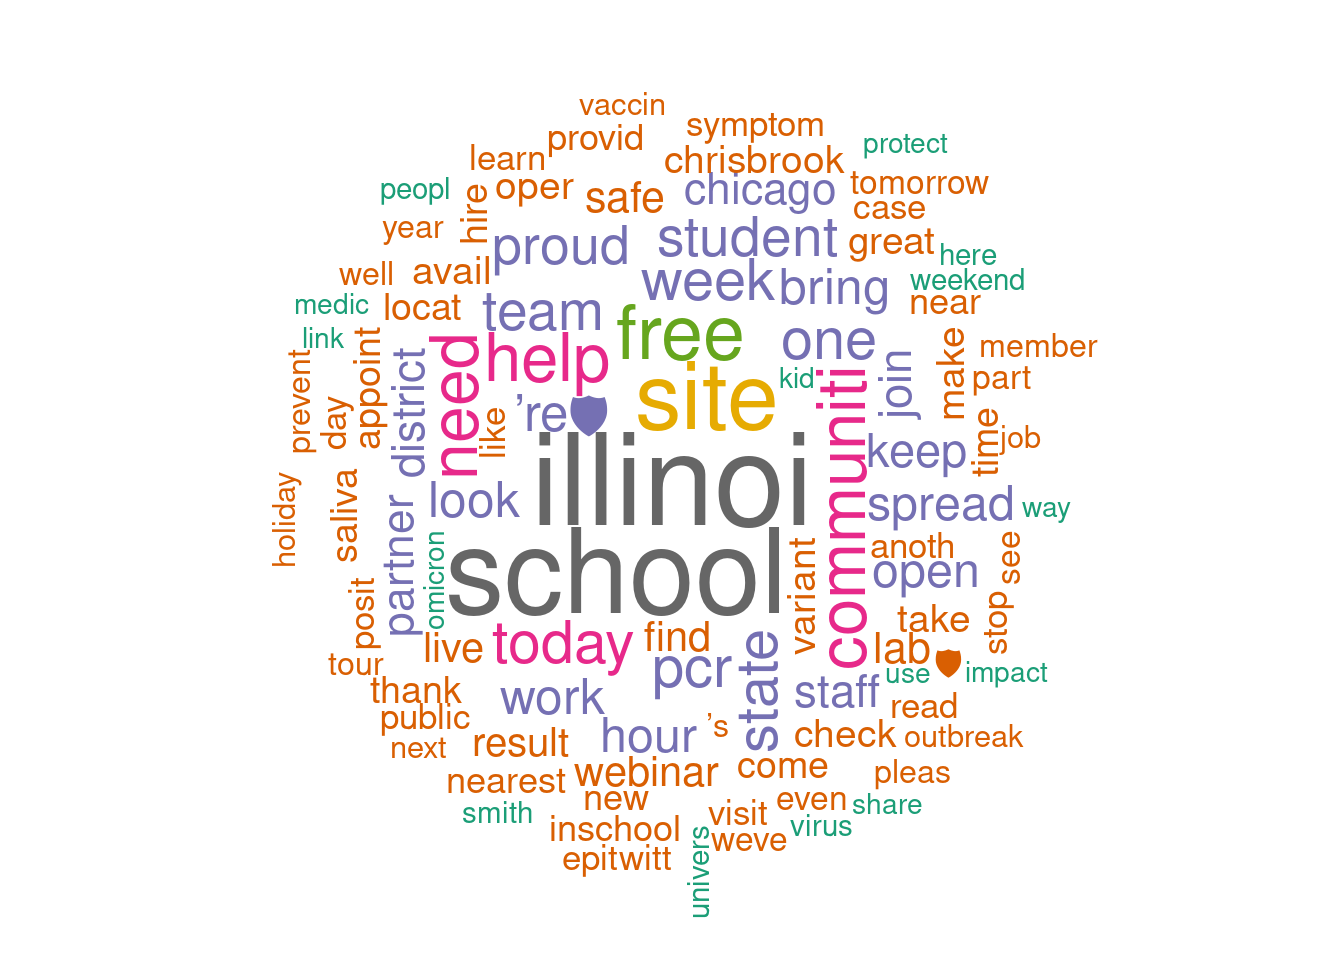 vaccin
provid
symptom
protect
learn
chrisbrook
peopl
oper
safe
chicago
tomorrow
hire
year
case
proud
student
great
here
well
avail
week
bring
weekend
medic
locat
team
near
link
free
one
member
prevent
day
appoint
district
need
help
site
kid
communiti
join
make
part
're
like
illinoi
keep
time
job
holiday
saliva
look
spread
way
partner
omicron
school
variant
anoth
open
see
posit
today
find
take
stop
tour
live
pcr
state
lab
use
impact
thank
work
staff
read
public
hour
's
check
outbreak
next
result
nearest
webinar
come
pleas
smith
new
visit
even
share
inschool
weve
virus
epitwitt
univers